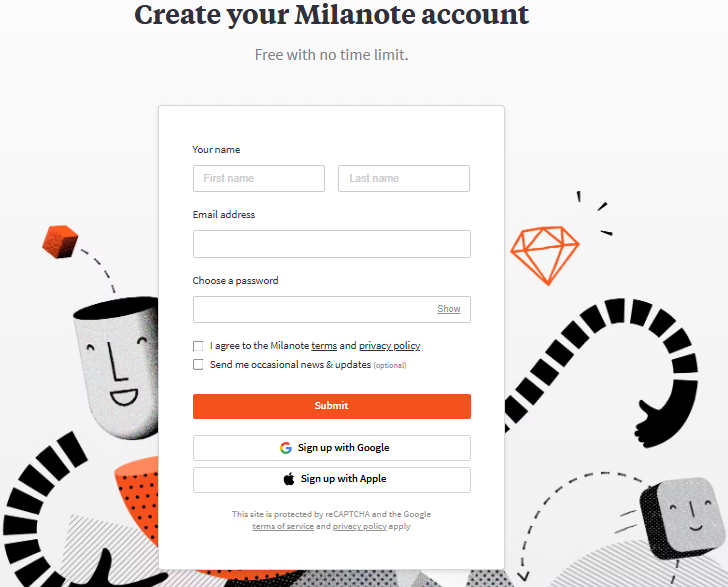 Create your Milanote account
Free with no time limit.
Your name
First name Last name
Email address
Choose a password
Show
I agree to the Milanote terms and privacy policy
Send me occasional news & updates (optional)
Submit
Sign up with Google
Sign up with Apple
This site is protected by reCAPTCHA and the Google
terms of service and privacy policy apply